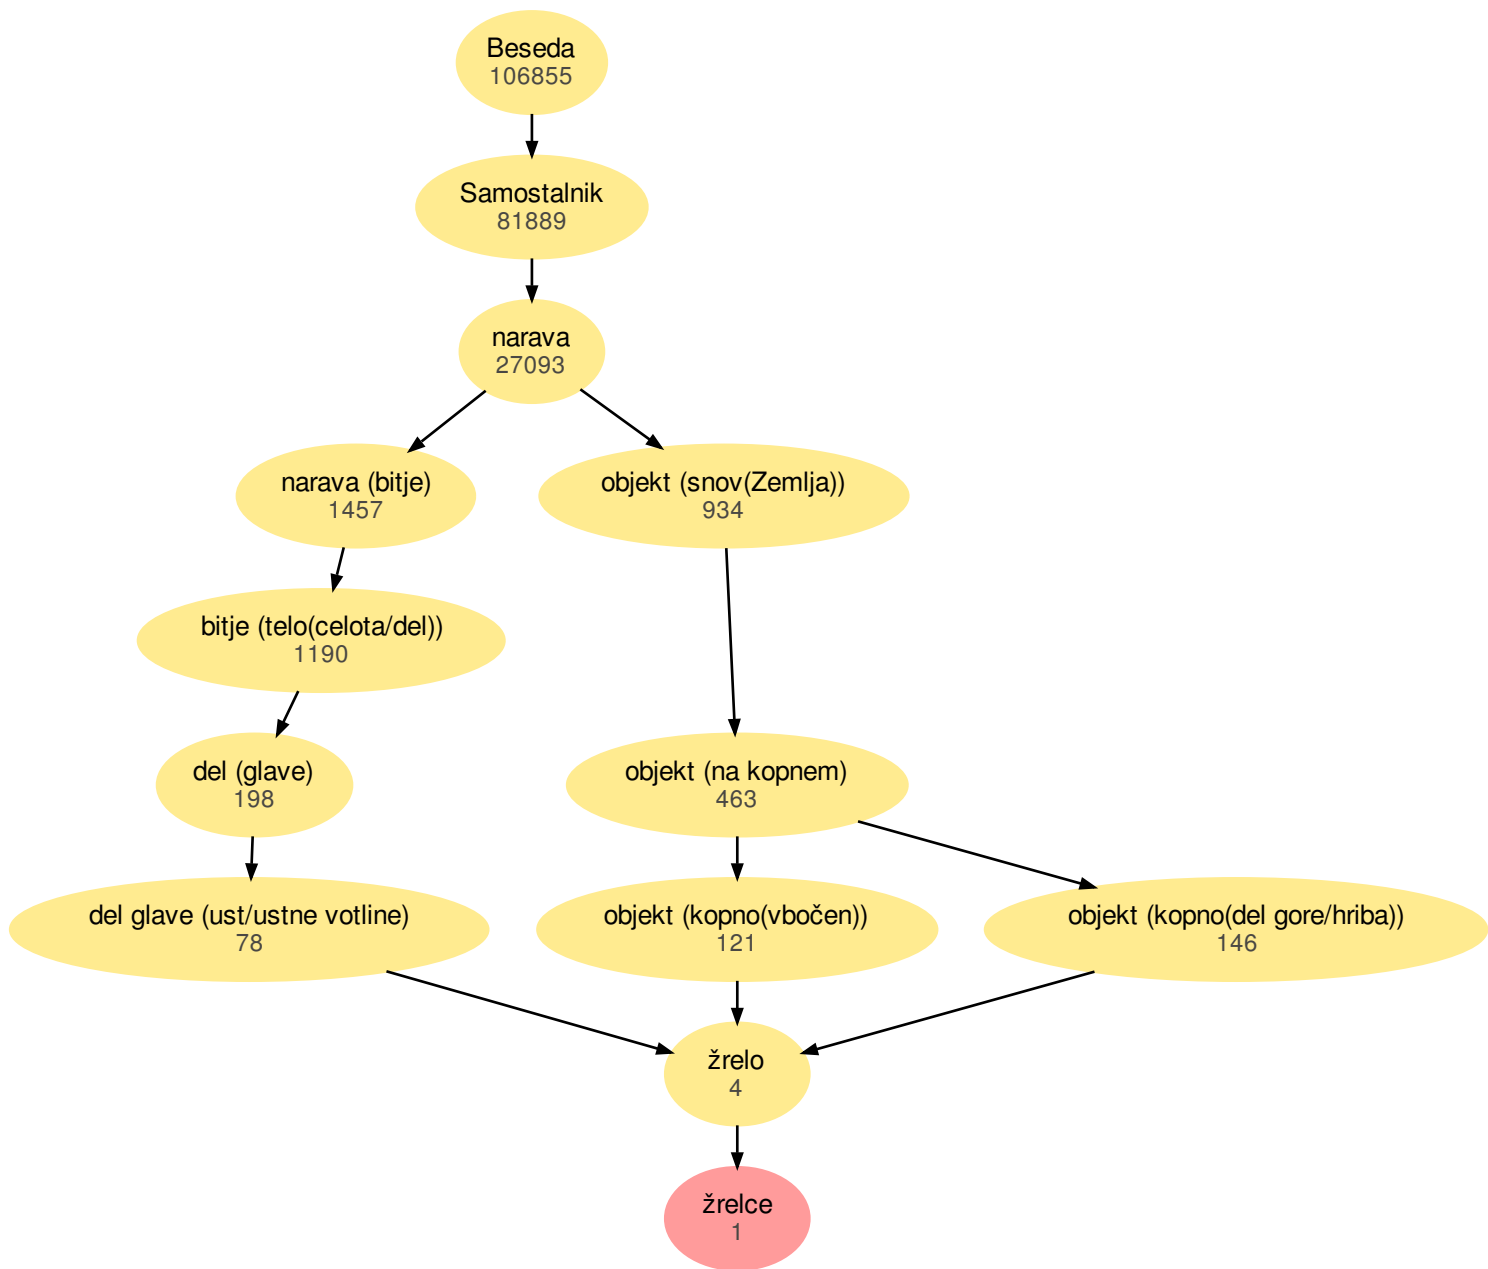 Beseda
106855
Samostalnik
81889
narava
27093
narava (bitje)
1457
objekt (snov(Zemlja))
934
bitje (telo(celota/del))
1190
del (glave)
198
objekt (na kopnem)
463
del glave (ust/ustne votline)
78
objekt (kopno(vbočen))
121
objekt (kopno(del gore/hriba))
146
žrelo
4
žrelce
1